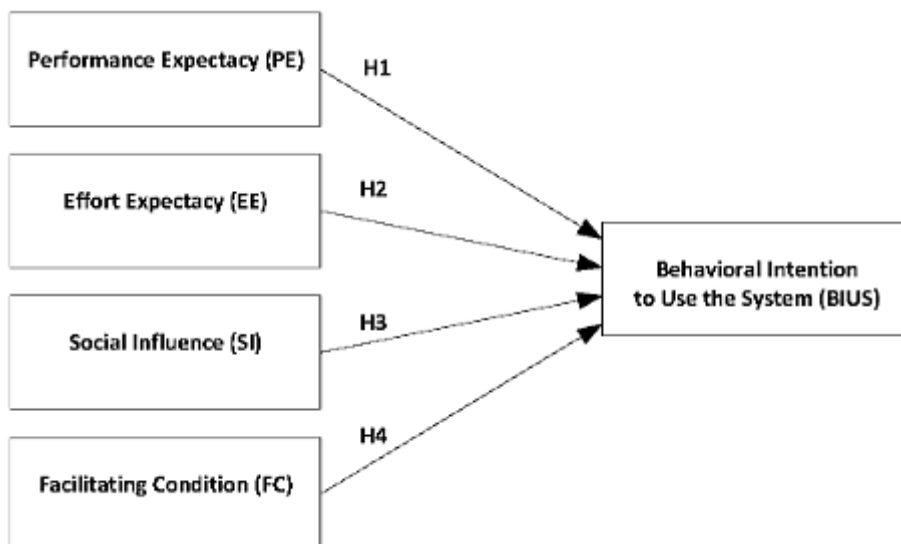 Performance Expectacy (PE)
H1
Effort Expectacy (EE)
H2
Behavioral Intention
to Use the System (BIUS)
Social Influence (SI)
H3
Facilitating Condition (FC)
H4